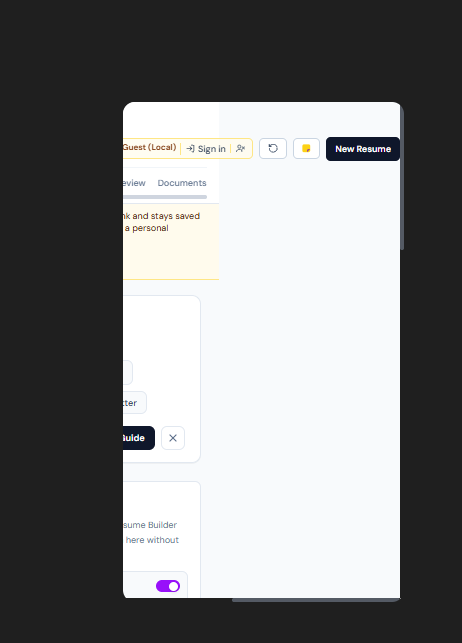 Guest (Local) Sign in New Resume
eview Documents
nk and stays saved
a personal
tter
Guide
sume Builder
here without